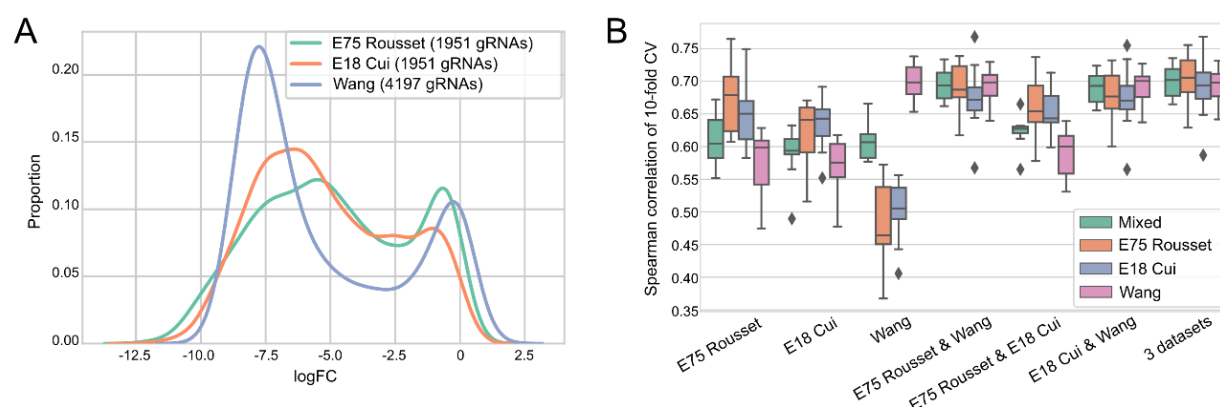 A
Proportion
0.20
0.15
0.10
0.05
0.00
-12.5 -10.0 -7.5 -5.0 -2.5 0 2.5
logFC
E75 Rousset (1951 gRNAs)
E18 Cui (1951 gRNAs)
Wang (4197 gRNAs)
B
Spearman correlation of 10-fold CV
0.75
0.70
0.65
0.60
0.55
0.50
0.45
0.40
0.35
Mixed
E75 Rousset
E18 Cui
Wang
E75 Rousset
E18 Cui
Wang
E75 Rousset & Wang
E75 Rousset & E18 Cui
E18 Cui & Wang
3 datasets